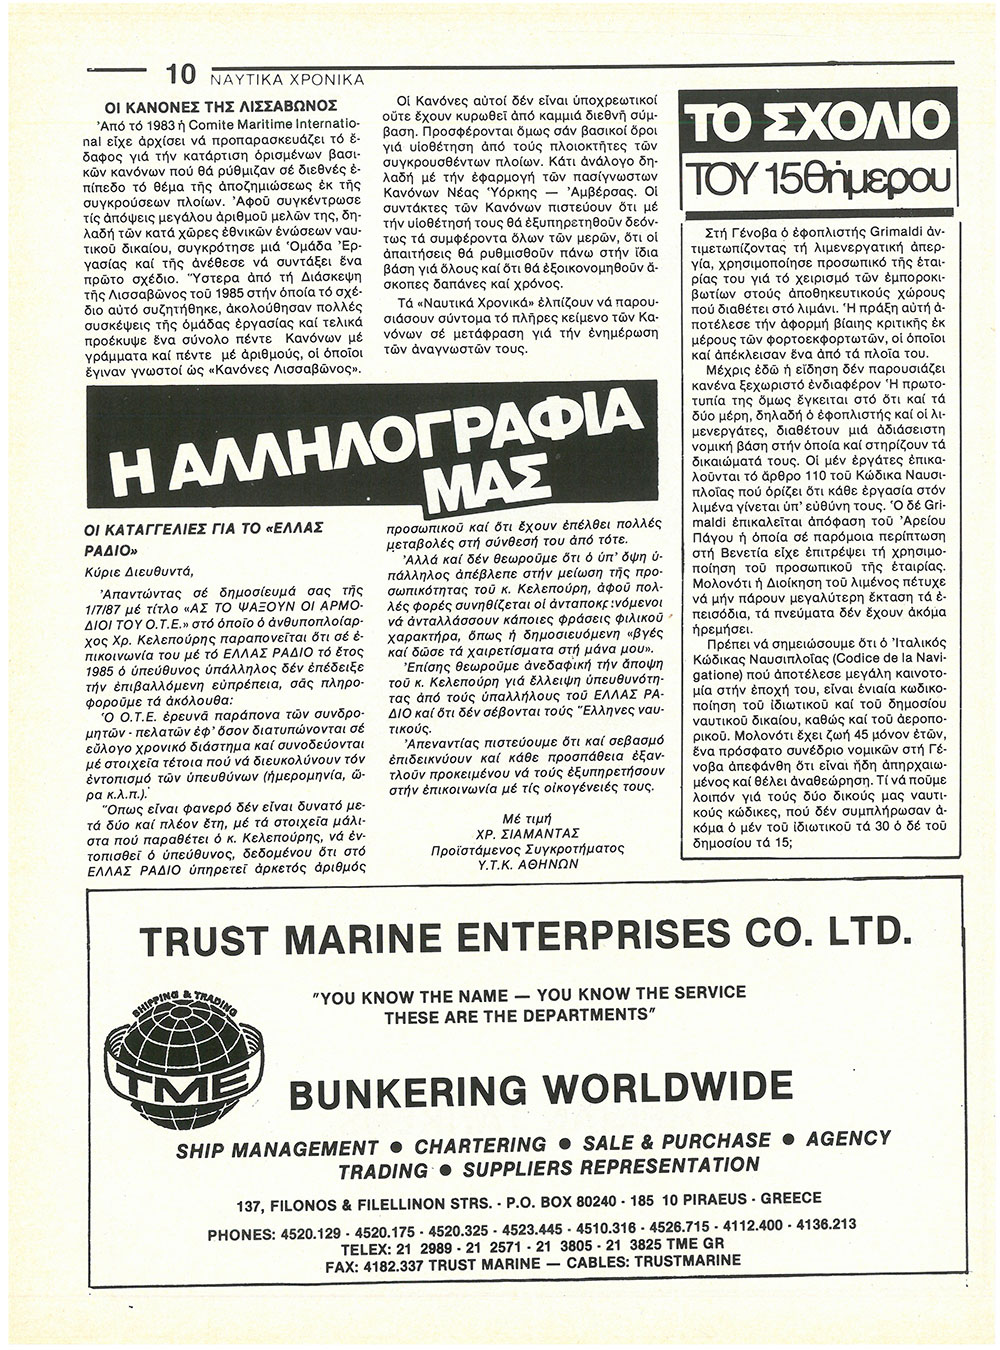 10 ΝΑΥΤΙΚΑ ΧΡΟΝΙΚΑ
ΟΙ ΚΑΝΟΝΕΣ ΤΗΣ ΛΙΣΣΑΒΩΝΟΣ
Ἀπό τό 1983 ἡ Comite Maritime Internatio-
nal εἶχε ἀρχίσει νά προπαρασκευάζει τό ἔ-
δαφος γιά τήν κατάρτιση ὁρισμένων βασι-
κῶν κανόνων πού θά ρύθμιζαν σέ διεθνές ἐ-
πίπεδο τό θέμα τῆς ἀποζημιώσεως ἐκ τῆς
συγκρούσεων πλοίων. Ἀφοῦ συγκέντρωσε
τίς ἀπόψεις μεγάλου ἀριθμοῦ μελῶν της, δη-
λαδή τῶν κατά χῶρες ἐθνικῶν ἑνώσεων ναυ-
τικοῦ δικαίου, συγκρότησε μιά Ὁμάδα Ἐρ-
γασίας καί τῆς ἀνέθεσε νά συντάξει ἕνα
πρῶτο σχέδιο. Ὕστερα ἀπό τή Διάσκεψη
τῆς Λισσαβῶνος τοῦ 1985 στήν ὁποία τό σχέ-
διο αὐτό συζητήθηκε, ἀκολούθησαν πολλές
συσκέψεις τῆς ὁμάδας ἐργασίας καί τελικά
προέκυψε ἕνα σύνολο πέντε Κανόνων μέ
γράμματα καί πέντε μέ ἀριθμούς, οἱ ὁποῖοι
ἔγιναν γνωστοί ὡς «Κανόνες Λισσαβῶνος».
Οἱ Κανόνες αὐτοί δέν εἶναι ὑποχρεωτικοί
οὔτε ἔχουν κυρωθεῖ ἀπό καμμιά διεθνῆ σύμ-
βαση. Προσφέρονται ὅμως σάν βασικοί ὅροι
γιά υἱοθέτηση ἀπό τούς πλοιοκτῆτες τῶν
συγκρουσθέντων πλοίων. Κάτι ἀνάλογο δη-
λαδή μέ τήν ἐφαρμογή τῶν πασίγνωστων
Κανόνων Νέας Ὑόρκης — Ἀμβέρσας. Οἱ
συντάκτες τῶν Κανόνων πιστεύουν ὅτι μέ
τήν υἱοθέτησή τους θά ἐξυπηρετηθοῦν δεόν-
τως τά συμφέροντα ὅλων τῶν μερῶν, ὅτι οἱ
ἀπαιτήσεις θά ρυθμισθοῦν πάνω στήν ἴδια
βάση γιά ὅλους καί ὅτι θά ἐξοικονομηθοῦν ἄ-
σκοπες δαπάνες καί χρόνος.
Τά «Ναυτικά Χρονικά» ἐλπίζουν νά παρου-
σιάσουν σύντομα τό πλῆρες κείμενο τῶν Κα-
νόνων σέ μετάφραση γιά τήν ἐνημέρωση
τῶν ἀναγνωστῶν τους.
Η ΑΛΛΗΛΟΓΡΑΦΙΑ
ΜΑΣ
ΟΙ ΚΑΤΑΓΓΕΛΙΕΣ ΓΙΑ ΤΟ «ΕΛΛΑΣ
ΡΑΔΙΟ»
Κύριε Διευθυντά,
Ἀπαντώντας σέ δημοσίευμά σας τῆς
1/7/87 μέ τίτλο «ΑΣ ΤΟ ΨΑΞΟΥΝ ΟΙ ΑΡΜΟ-
ΔΙΟΙ ΤΟΥ Ο.Τ.Ε.» στό ὁποῖο ὁ ἀνθυποπλοίαρ-
χος Χρ. Κελεπούρης παραπονεῖται ὅτι σέ ἐ-
πικοινωνία του μέ τό ΕΛΛΑΣ ΡΑΔΙΟ τό ἔτος
1985 ὁ ὑπεύθυνος ὑπάλληλος δέν ἐπέδειξε
τήν ἐπιβαλλόμενη εὐπρέπεια, σᾶς πληρο-
φοροῦμε τά ἀκόλουθα:
Ὁ Ο.Τ.Ε. ἐρευνᾶ παράπονα τῶν συνδρο-
μητῶν - πελατῶν ἐφ' ὅσον διατυπώνονται σέ
εὔλογο χρονικό διάστημα καί συνοδεύονται
μέ στοιχεῖα τέτοια πού νά διευκολύνουν τόν
ἐντοπισμό τῶν ὑπευθύνων (ἡμερομηνία, ὥ-
ρα κ.λ.π.).
Ὅπως εἶναι φανερό δέν εἶναι δυνατό με-
τά δύο καί πλέον ἔτη, μέ τά στοιχεῖα μάλι-
στα πού παραθέτει ὁ κ. Κελεπούρης, νά ἐν-
τοπισθεῖ ὁ ὑπεύθυνος, δεδομένου ὅτι στό
ΕΛΛΑΣ ΡΑΔΙΟ ὑπηρετεῖ ἀρκετός ἀριθμός
προσωπικοῦ καί ὅτι ἔχουν ἐπέλθει πολλές
μεταβολές στή σύνθεσή του ἀπό τότε.
Ἀλλά καί δέν θεωροῦμε ὅτι ὁ ὑπ' ὄψη ὑ-
πάλληλος ἀπέβλεπε στήν μείωση τῆς προ-
σωπικότητας τοῦ κ. Κελεπούρη, ἀφοῦ πολ-
λές φορές συνηθίζεται οἱ ἀνταποκρινόμενοι
νά ἀνταλλάσσουν κάποιες φράσεις φιλικοῦ
χαρακτήρα, ὅπως ἡ δημοσιευόμενη «βγές
καί δῶσε τά χαιρετίσματα στή μάνα μου».
Ἐπίσης θεωροῦμε ἀνεδαφική τήν ἄποψη
τοῦ κ. Κελεπούρη γιά ἔλλειψη ὑπευθυνότη-
τας ἀπό τούς ὑπαλλήλους τοῦ ΕΛΛΑΣ ΡΑ-
ΔΙΟ καί ὅτι δέν σέβονται τούς Ἕλληνες ναυ-
τικούς.
Ἀπεναντίας πιστεύουμε ὅτι καί σεβασμό
ἐπιδεικνύουν καί κάθε προσπάθεια ἐξαν-
τλοῦν προκειμένου νά τούς ἐξυπηρετήσουν
στήν ἐπικοινωνία μέ τίς οἰκογένειές τους.
Μέ τιμή
ΧΡ. ΣΙΑΜΑΝΤΑΣ
Προϊστάμενος Συγκροτήματος
Υ.Τ.Κ. ΑΘΗΝΩΝ
ΤΟ ΣΧΟΛΙΟ
ΤΟΥ 15θήμερου
Στή Γένοβα ὁ ἐφοπλιστής Grimaldi ἀν-
τιμετωπίζοντας τή λιμενεργατική ἀπερ-
γία, χρησιμοποίησε προσωπικό τῆς ἑται-
ρίας του γιά τό χειρισμό τῶν ἐμποροκι-
βωτίων στούς ἀποθηκευτικούς χώρους
πού διαθέτει στό λιμάνι. Ἡ πράξη αὐτή ἀ-
ποτέλεσε τήν ἀφορμή βίαιης κριτικῆς ἐκ
μέρους τῶν φορτοεκφορτωτῶν, οἱ ὁποῖοι
καί ἀπέκλεισαν ἕνα ἀπό τά πλοῖα του.
Μέχρις ἐδῶ ἡ εἴδηση δέν παρουσιάζει
κανένα ξεχωριστό ἐνδιαφέρον Ἡ πρωτο-
τυπία της ὅμως ἔγκειται στό ὅτι καί τά
δύο μέρη, δηλαδή ὁ ἐφοπλιστής καί οἱ λι-
μενεργάτες, διαθέτουν μιά ἀδιάσειστη
νομική βάση στήν ὁποία καί στηρίζουν τά
δικαιώματά τους. Οἱ μέν ἐργάτες ἐπικα-
λοῦνται τό ἄρθρο 110 τοῦ Κώδικα Ναυσι-
πλοΐας πού ὁρίζει ὅτι κάθε ἐργασία στόν
λιμένα γίνεται ὑπ' εὐθύνη τους. Ὁ δέ Gri-
maldi ἐπικαλεῖται ἀπόφαση τοῦ Ἀρείου
Πάγου ἡ ὁποία σέ παρόμοια περίπτωση
στή Βενετία εἶχε ἐπιτρέψει τή χρησιμο-
ποίηση τοῦ προσωπικοῦ τῆς ἑταιρίας.
Μολονότι ἡ Διοίκηση τοῦ λιμένος πέτυχε
νά μήν πάρουν μεγαλύτερη ἔκταση τά ἐ-
πεισόδια, τά πνεύματα δέν ἔχουν ἀκόμα
ἠρεμήσει.
Πρέπει νά σημειώσουμε ὅτι ὁ Ἰταλικός
Κώδικας Ναυσιπλοΐας (Codice de la Navi-
gatione) πού ἀποτέλεσε μεγάλη καινοτο-
μία στήν ἐποχή του, εἶναι ἑνιαία κωδικο-
ποίηση τοῦ ἰδιωτικοῦ καί τοῦ δημοσίου
ναυτικοῦ δικαίου, καθώς καί τοῦ ἀεροπο-
ρικοῦ. Μολονότι ἔχει ζωή 45 μόνον ἐτῶν,
ἕνα πρόσφατο συνέδριο νομικῶν στή Γέ-
νοβα ἀπεφάνθη ὅτι εἶναι ἤδη ἀπηρχαιω-
μένος καί θέλει ἀναθεώρηση. Τί νά ποῦμε
λοιπόν γιά τούς δύο δικούς μας ναυτι-
κούς κώδικες, πού δέν συμπλήρωσαν ἀ-
κόμα ὁ μέν τοῦ ἰδιωτικοῦ τά 30 ὁ δέ τοῦ
δημοσίου τά 15;
TRUST MARINE ENTERPRISES CO. LTD.
SHIPPING & TRADING
TME
"YOU KNOW THE NAME — YOU KNOW THE SERVICE
THESE ARE THE DEPARTMENTS"
BUNKERING WORLDWIDE
SHIP MANAGEMENT ● CHARTERING ● SALE & PURCHASE ● AGENCY
TRADING ● SUPPLIERS REPRESENTATION
137, FILONOS & FILELLINON STRS. - P.O. BOX 80240 - 185 10 PIRAEUS - GREECE
PHONES: 4520.129 - 4520.175 - 4520.325 - 4523.445 - 4510.316 - 4526.715 - 4112.400 - 4136.213
TELEX: 21 2989 - 21 2571 - 21 3805 - 21 3825 TME GR
FAX: 4182.337 TRUST MARINE — CABLES: TRUSTMARINE